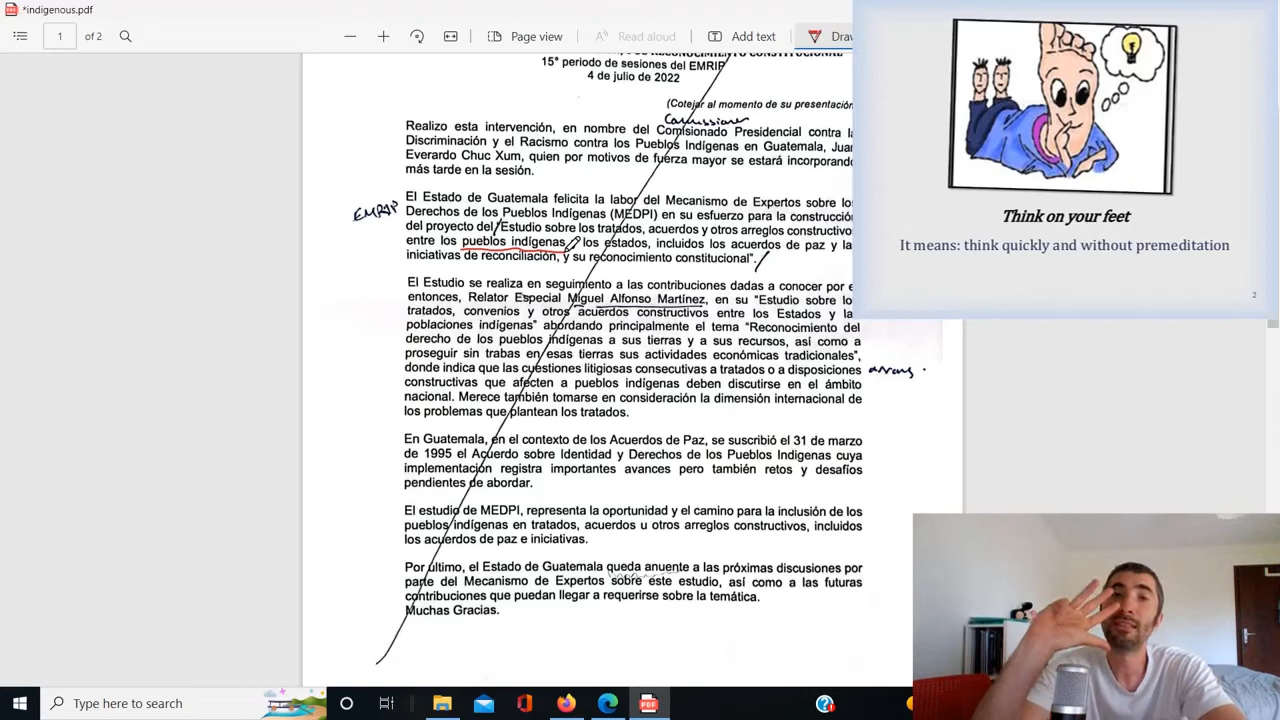 *indigenous.pdf
1
of 2
Page view
Read aloud
Add text
Draw
RECONOCIMIENTO CONSTITUCIONAL
15° periodo de sesiones del EMRIP
4 de julio de 2022
(Cotejar al momento de su presentación
Commissioner
Realizo esta intervención, en nombre del Comisionado Presidencial contra la
Discriminación y el Racismo contra los Pueblos Indígenas en Guatemala, Juan
Everardo Chuc Xum, quien por motivos de fuerza mayor se estará incorporando
más tarde en la sesión.
El Estado de Guatemala felicita la labor del Mecanismo de Expertos sobre los
EMRIP
Derechos de los Pueblos Indígenas (MEDPI) en su esfuerzo para la construcción
del proyecto del Estudio sobre los tratados, acuerdos y otros arreglos constructivos
entre los pueblos indígenas, los estados, incluidos los acuerdos de paz y la
iniciativas de reconciliación, y su reconocimiento constitucional".
El Estudio se realiza en seguimiento a las contribuciones dadas a conocer por e
entonces, Relator Especial Miguel Alfonso Martínez, en su "Estudio sobre los
tratados, convenios y otros acuerdos constructivos entre los Estados y la
poblaciones indígenas" abordando principalmente el tema "Reconocimiento del
derecho de los pueblos indígenas a sus tierras y a sus recursos, así como a
proseguir sin trabas en esas tierras sus actividades económicas tradicionales",
donde indica que las cuestiones litigiosas consecutivas a tratados o a disposiciones
constructivas que afecten a pueblos indígenas deben discutirse en el ámbito
nacional. Merece también tomarse en consideración la dimensión internacional de
los problemas que plantean los tratados.
En Guatemala, en el contexto de los Acuerdos de Paz, se suscribió el 31 de marzo
de 1995 el Acuerdo sobre Identidad y Derechos de los Pueblos Indigenas cuya
implementación registra importantes avances pero también retos y desafíos
pendientes de abordar.
El estudio de MEDPI, representa la oportunidad y el camino para la inclusión de los
pueblos indígenas en tratados, acuerdos u otros arreglos constructivos, incluidos
los acuerdos de paz e iniciativas.
Por último, el Estado de Guatemala queda anuente a las próximas discusiones por
parte del Mecanismo de Expertos sobre este estudio, así como a las futuras
contribuciones que puedan llegar a requerirse sobre la temática.
Muchas Gracias.
Think on your feet
It means: think quickly and without premeditation
2
Type here to search
PDF